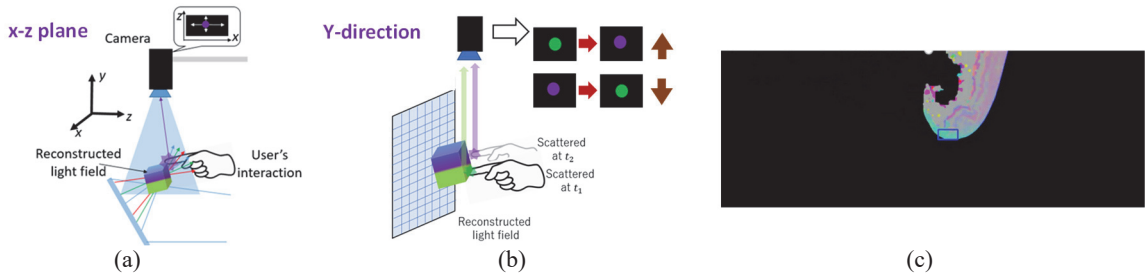 x-z plane
Camera
z
x
y
z
x
Reconstructed
light field
User's
interaction
(a)
Y-direction
Scattered
at t2
Scattered
at t1
Reconstructed
light field
(b)
(c)